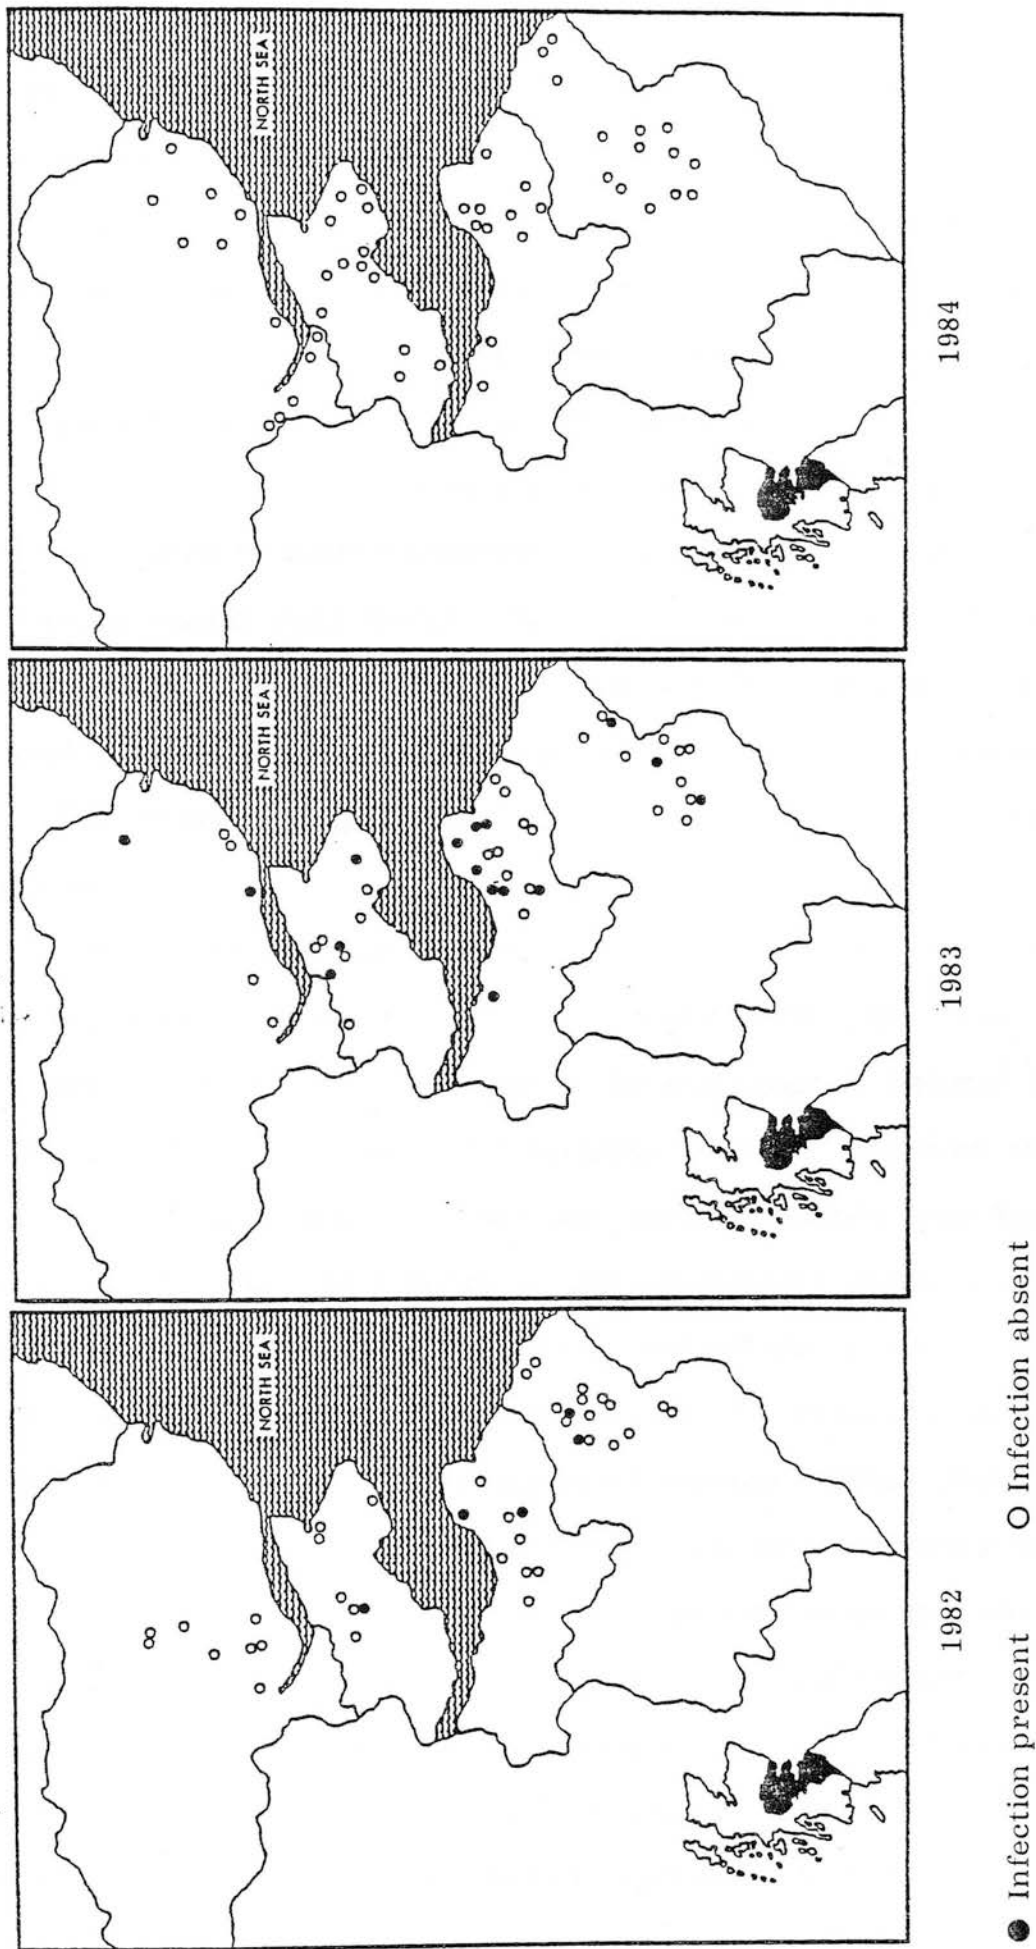 NORTH SEA
1982
NORTH SEA
1983
NORTH SEA
1984
● Infection present
○ Infection absent